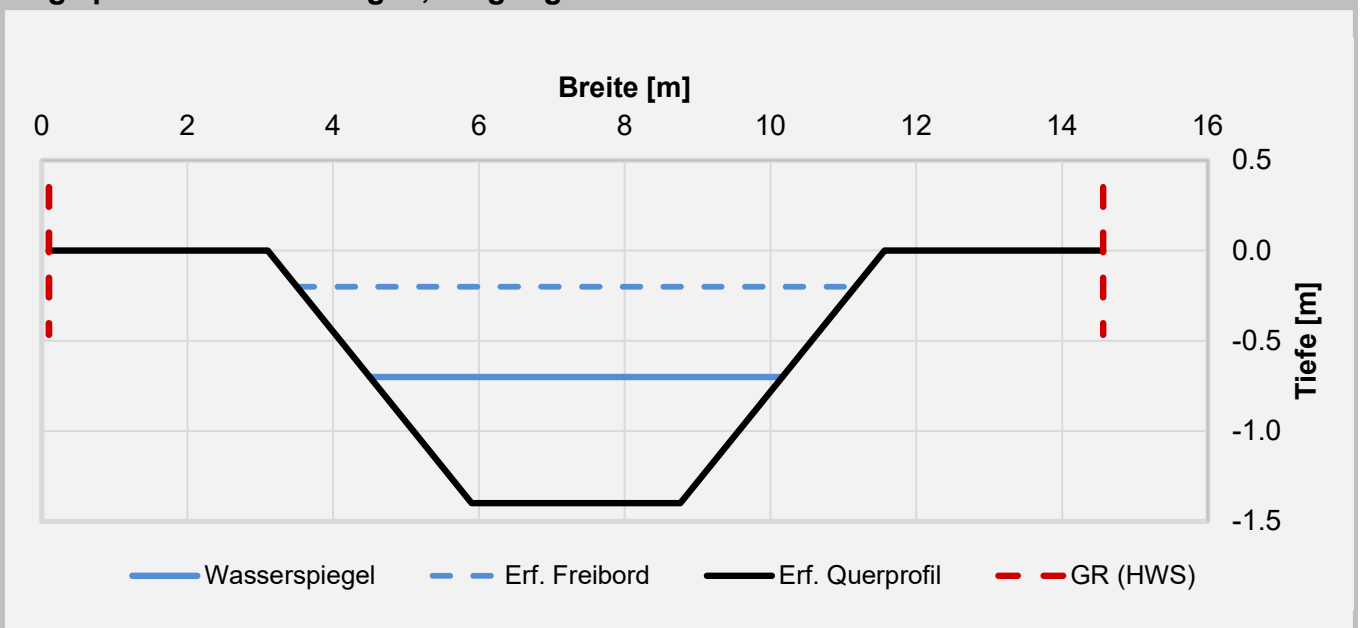 Breite [m]
0 2 4 6 8 10 12 14 16
0.5
0.0
-0.5
-1.0
-1.5
Tiefe [m]
Wasserspiegel Erf. Freibord Erf. Querprofil GR (HWS)